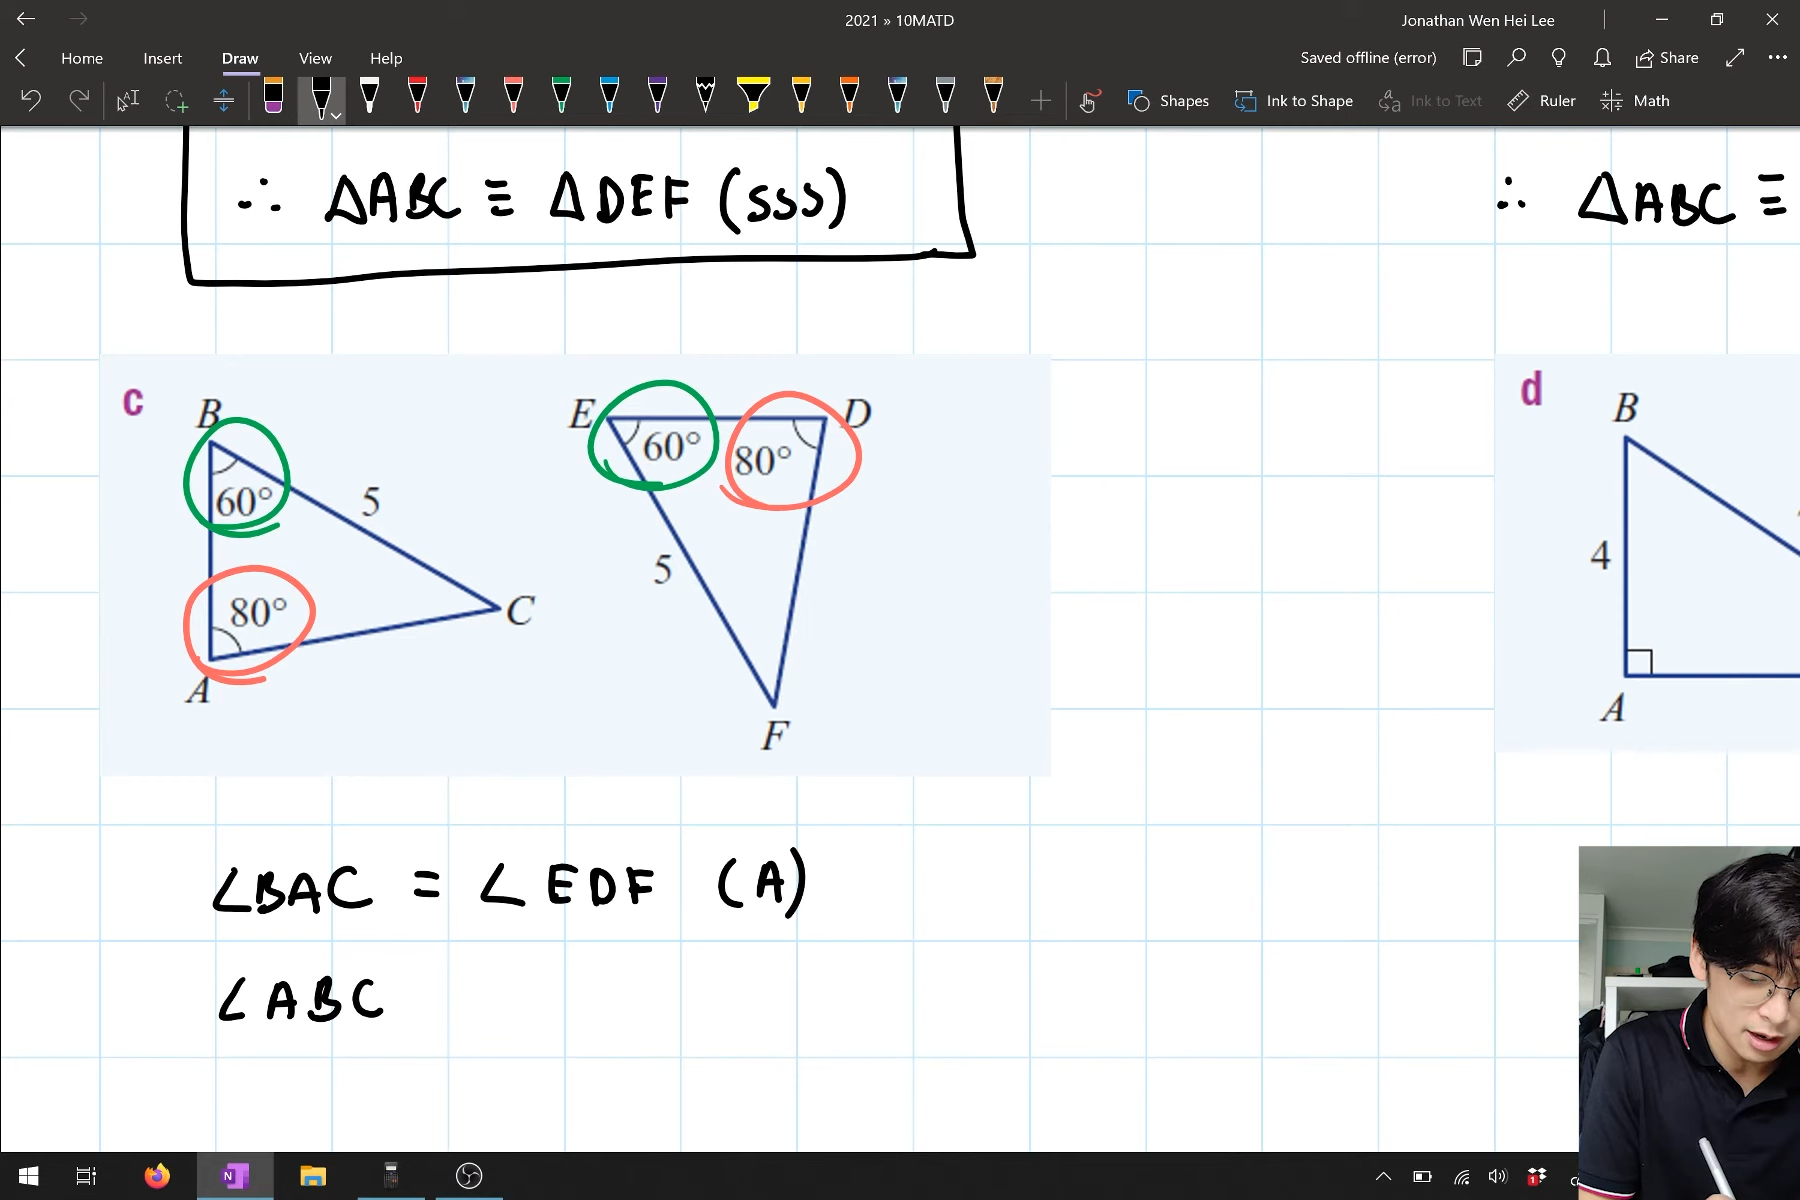 2021 » 10MATD
Jonathan Wen Hei Lee
Home Insert Draw View Help
Saved offline (error)
Share
Shapes
Ink to Shape
Ink to Text
Ruler
Math
∴ ΔABC ≡ ΔDEF (SSS)
∴ ΔABC ≡
c
B
60°
5
80°
C
A
E
60°
80°
D
5
F
d
B
4
A
∠BAC = ∠EDF (A)
∠ABC
N
1